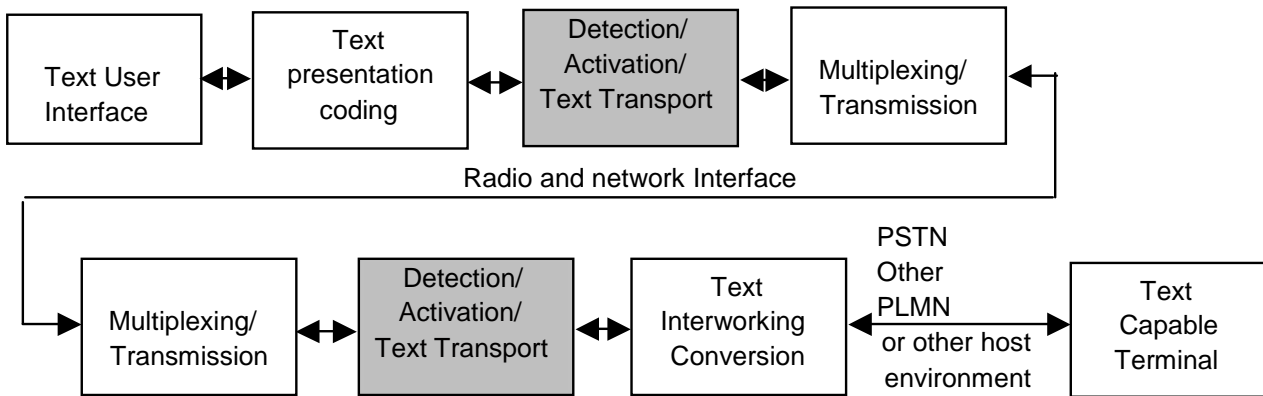 Text User
Interface
Text
presentation
coding
Detection/
Activation/
Text Transport
Multiplexing/
Transmission
Radio and network Interface
Multiplexing/
Transmission
Detection/
Activation/
Text Transport
Text
Interworking
Conversion
PSTN
Other
PLMN
or other host
environment
Text
Capable
Terminal